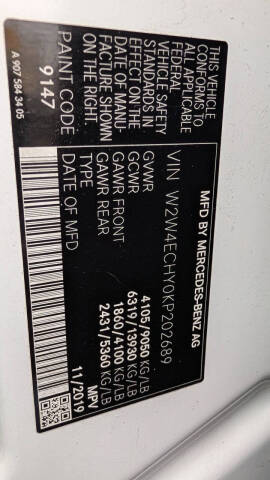 MFD BY MERCEDES-BENZ AG
VIN W2W4ECHY0KP202689
GVWR 4105/9050 KG/LB
GCWR 6319/13930 KG/LB
GAWR FRONT 1860/4100 KG/LB
GAWR REAR 2431/5360 KG/LB
TYPE MPV
11/2019
THIS VEHICLE
CONFORMS TO
ALL APPLICABLE
FEDERAL
VEHICLE SAFETY
STANDARDS IN
EFFECT ON THE
DATE OF MANU-
FACTURE SHOWN
ON THE RIGHT.
PAINT CODE
9147
A 907 584 34 05